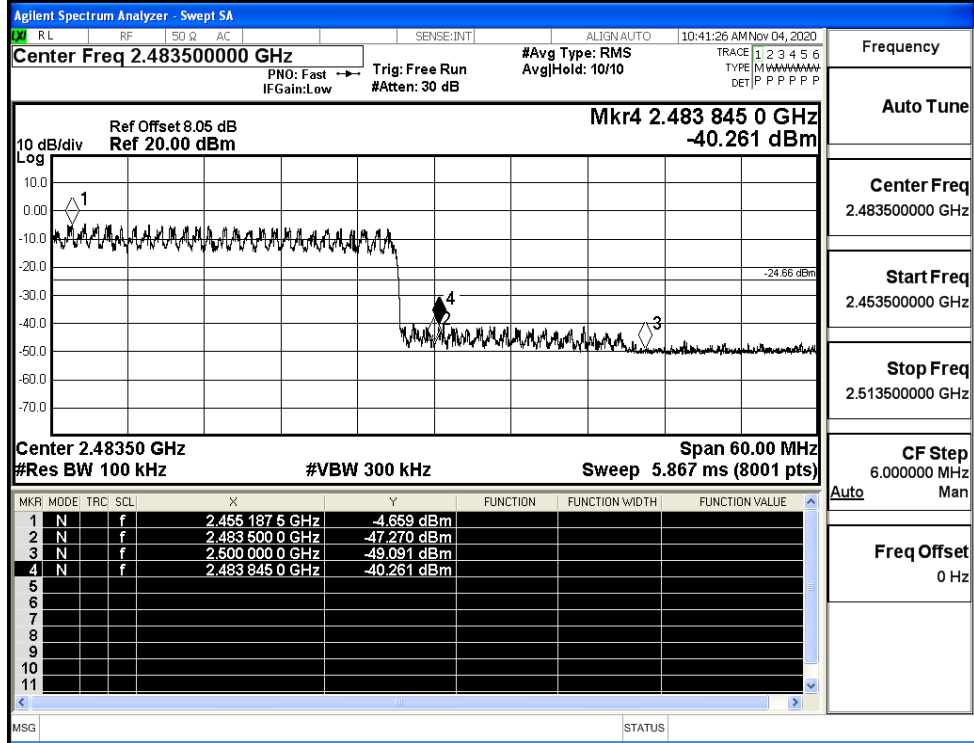 Agilent Spectrum Analyzer - Swept SA
LXI RL RF 50 Ω AC SENSE:INT ALIGN AUTO 10:41:26 AM Nov 04, 2020
Center Freq 2.483500000 GHz
PNO: Fast
IFGain:Low
Trig: Free Run
#Atten: 30 dB
#Avg Type: RMS
Avg|Hold: 10/10
TRACE 1 2 3 4 5 6
TYPE M WWWWW
DET P P P P P P
Ref Offset 8.05 dB
10 dB/div Ref 20.00 dBm
Log
Mkr4 2.483 845 0 GHz
-40.261 dBm
10.0
0.00
-10.0
-20.0
-30.0
-40.0
-50.0
-60.0
-70.0
1
-24.66 dBm
4
2
3
Center 2.48350 GHz Span 60.00 MHz
#Res BW 100 kHz #VBW 300 kHz Sweep 5.867 ms (8001 pts)
MKR MODE TRC SCL X Y FUNCTION FUNCTION WIDTH FUNCTION VALUE
1 N f 2.455 187 5 GHz -4.659 dBm
2 N f 2.483 500 0 GHz -47.270 dBm
3 N f 2.500 000 0 GHz -49.091 dBm
4 N f 2.483 845 0 GHz -40.261 dBm
5
6
7
8
9
10
11
MSG STATUS
Frequency
Auto Tune
Center Freq
2.483500000 GHz
Start Freq
2.453500000 GHz
Stop Freq
2.513500000 GHz
CF Step
6.000000 MHz
Auto Man
Freq Offset
0 Hz